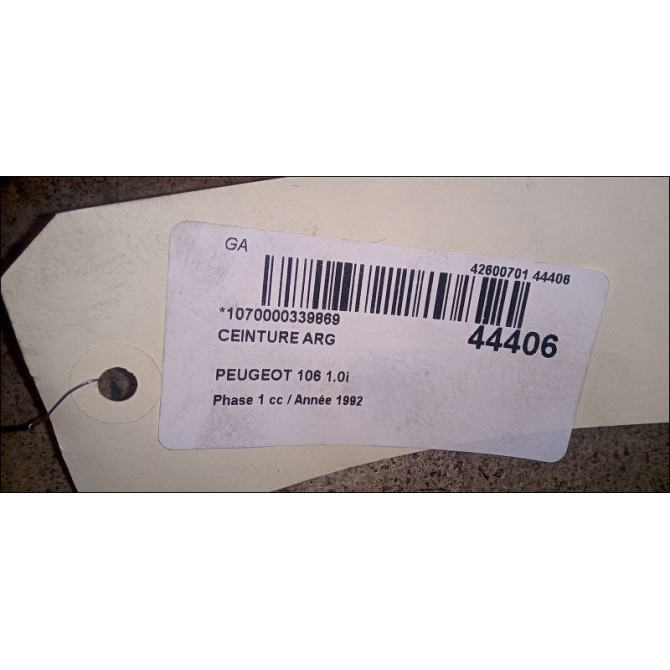 GA
42600701 44406
*1070000339869
44406
CEINTURE ARG
PEUGEOT 106 1.0i
Phase 1 cc / Année 1992